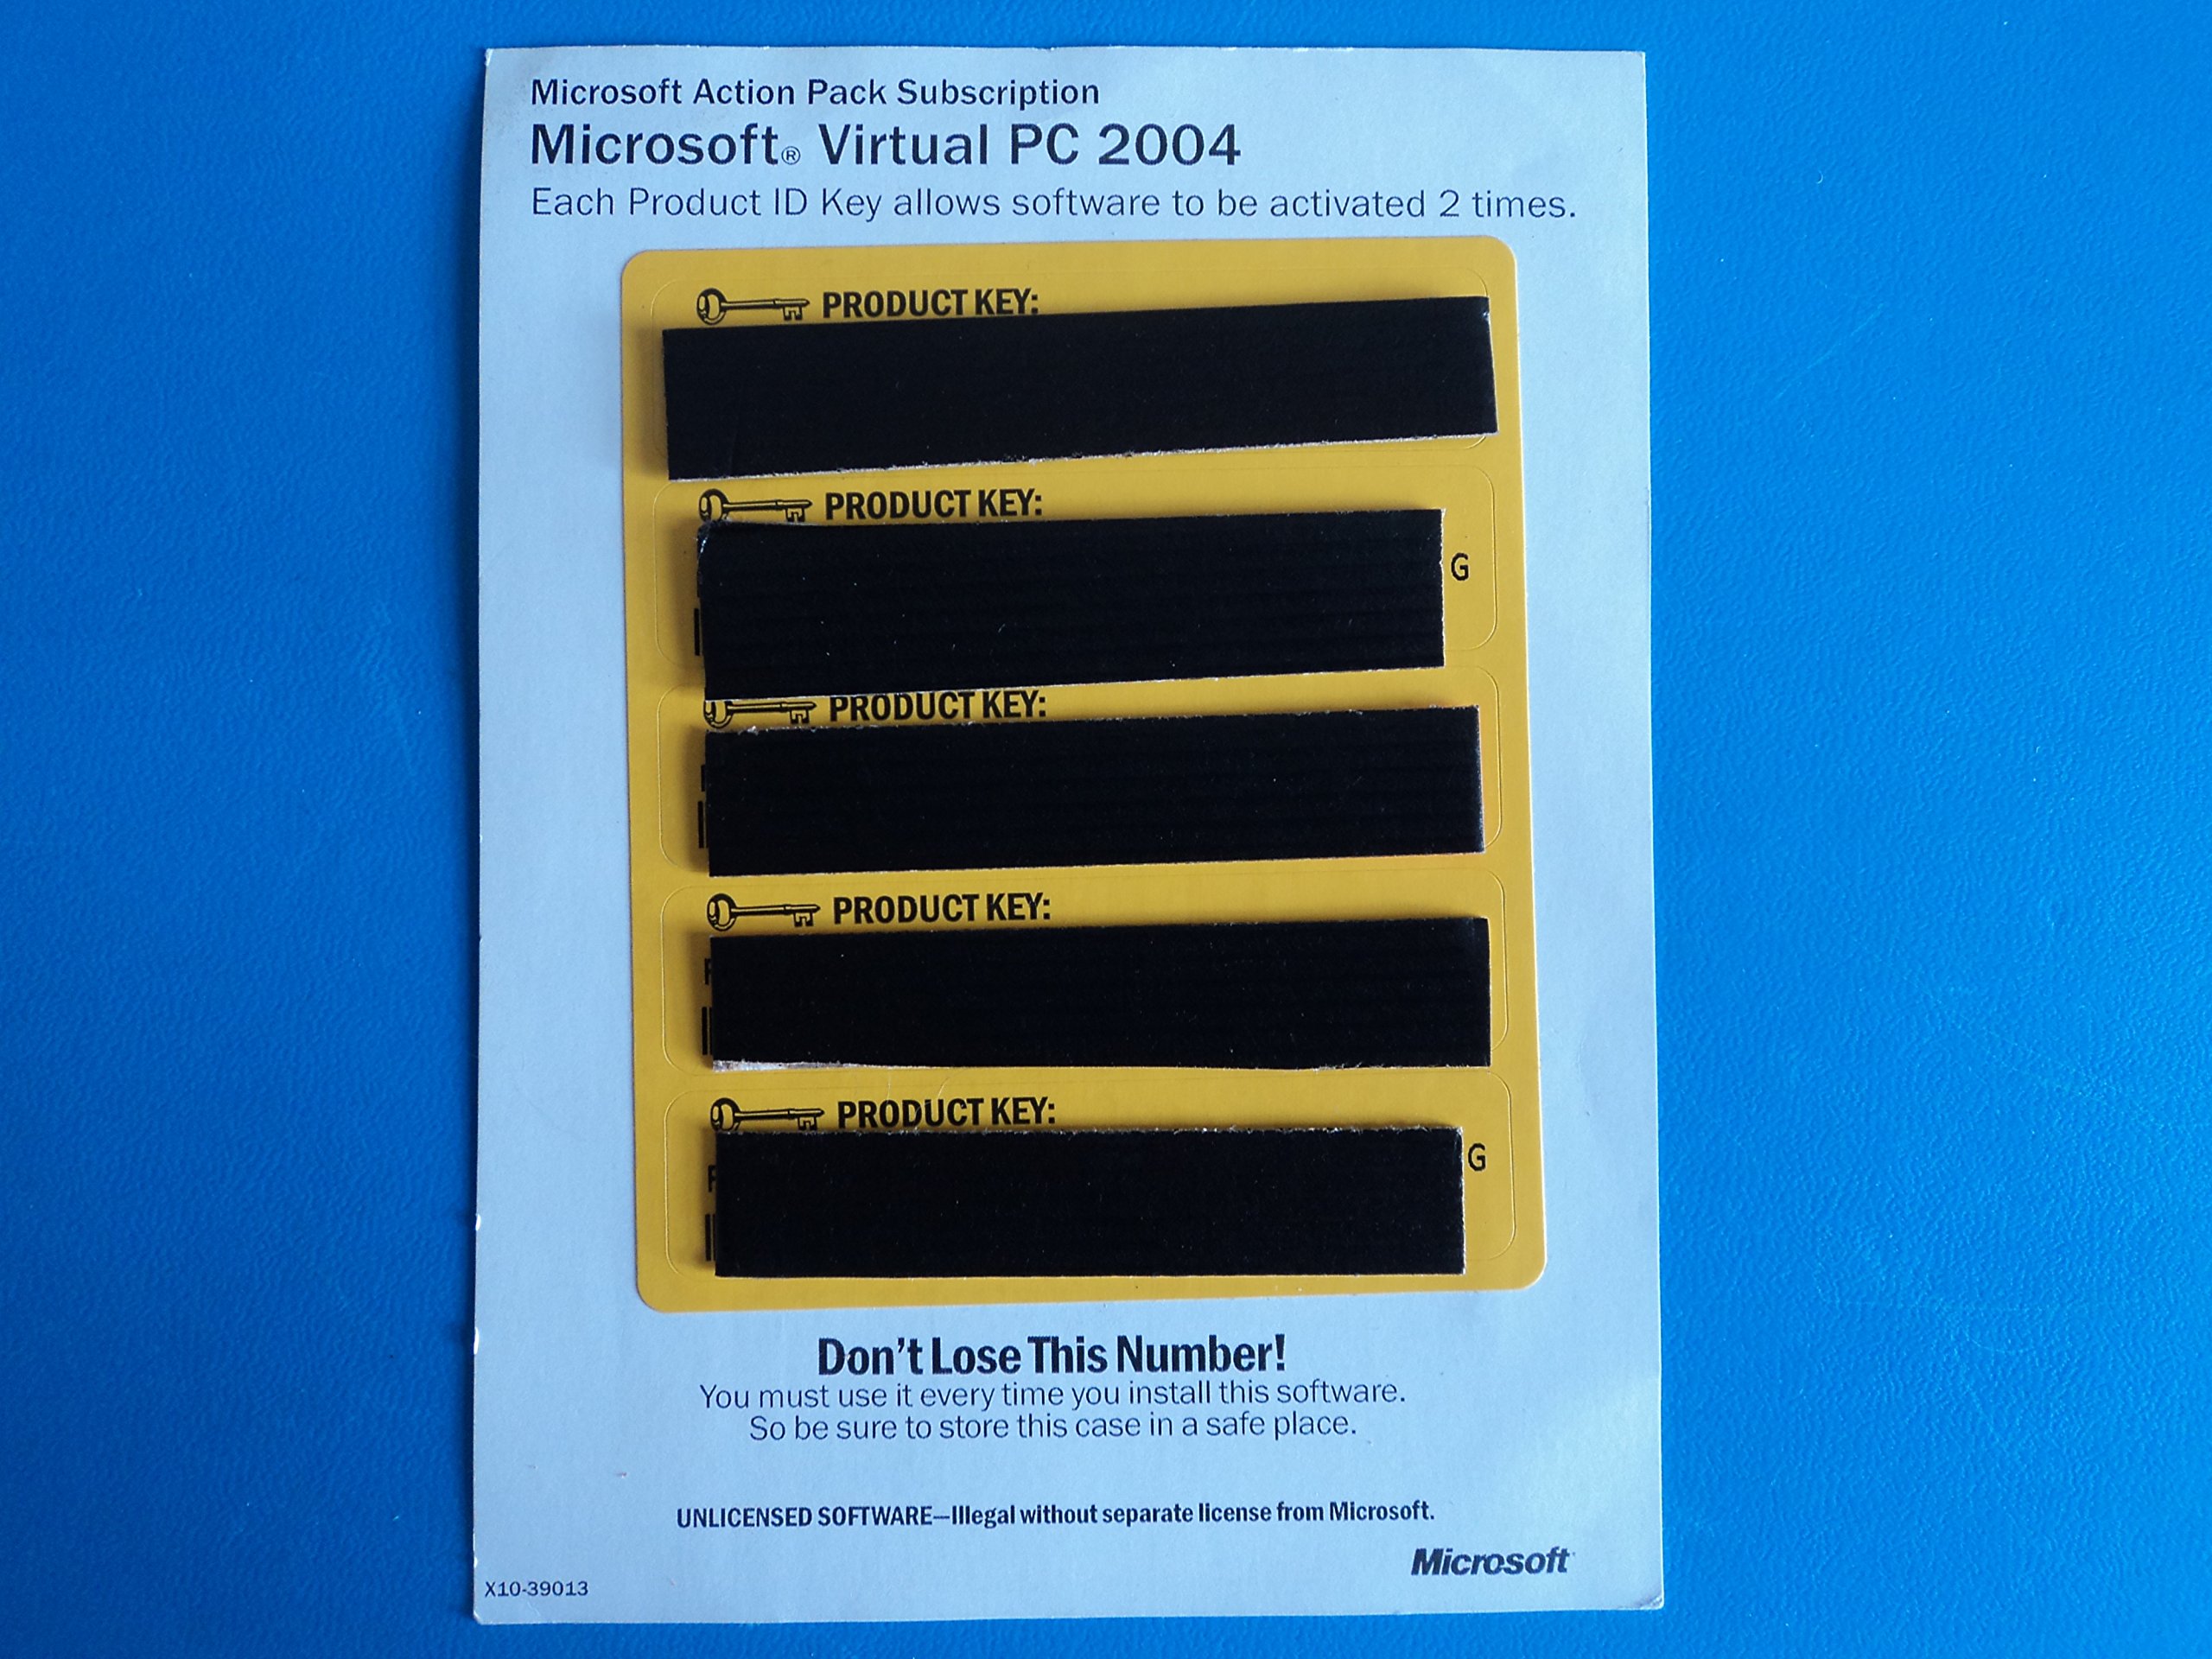 Microsoft Action Pack Subscription
Microsoft® Virtual PC 2004
Each Product ID Key allows software to be activated 2 times.
PRODUCT KEY:
PRODUCT KEY:
G
PRODUCT KEY:
PRODUCT KEY:
PRODUCT KEY:
G
Don't Lose This Number!
You must use it every time you install this software.
So be sure to store this case in a safe place.
UNLICENSED SOFTWARE—Illegal without separate license from Microsoft.
Microsoft
X10-39013